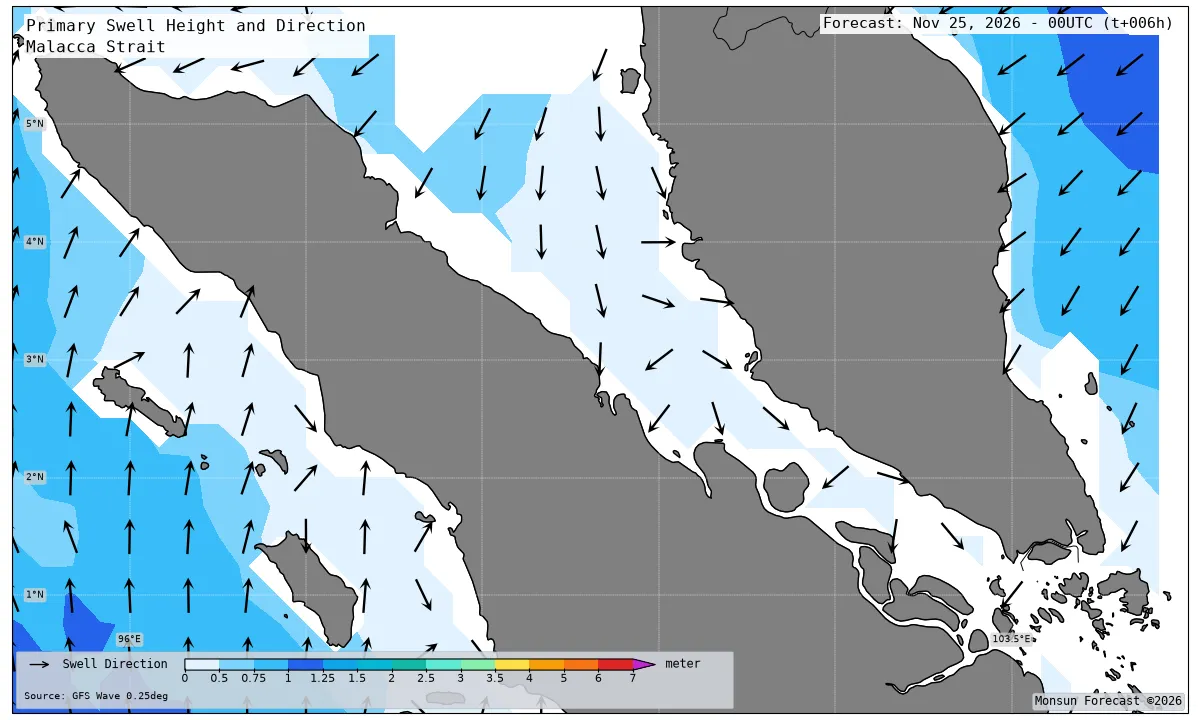 Primary Swell Height and Direction
Malacca Strait
Forecast: Nov 25, 2026 - 00UTC (t+006h)
5°N
4°N
3°N
2°N
1°N
96°E
103.5°E
Swell Direction
meter
0 0.5 0.75 1 1.25 1.5 2 2.5 3 3.5 4 5 6 7
Source: GFS Wave 0.25deg
Monsun Forecast ©2026